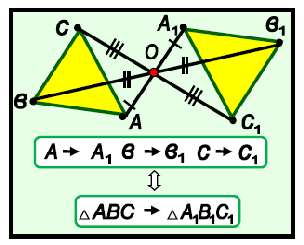 C
A₁
B₁
O
B
A
C₁
A → A₁ B → B₁ C → C₁
⇕
△ABC → △A₁B₁C₁